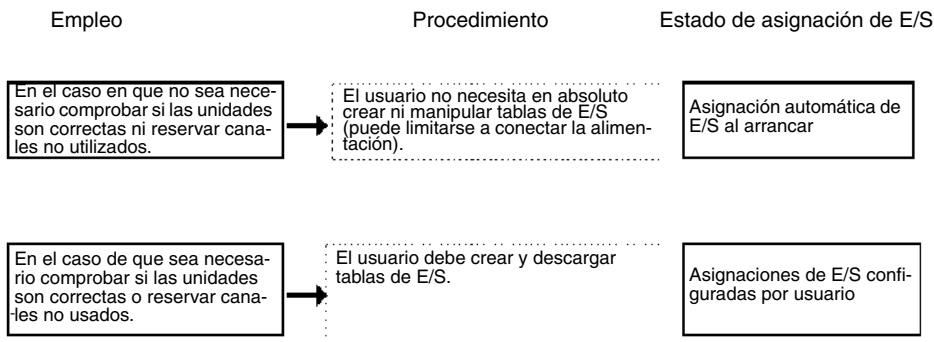 Empleo Procedimiento Estado de asignación de E/S
En el caso en que no sea nece-
sario comprobar si las unidades
son correctas ni reservar cana-
les no utilizados.
El usuario no necesita en absoluto
crear ni manipular tablas de E/S
(puede limitarse a conectar la alimen-
tación).
Asignación automática de
E/S al arrancar
En el caso de que sea necesa-
rio comprobar si las unidades
son correctas o reservar cana-
les no usados.
El usuario debe crear y descargar
tablas de E/S.
Asignaciones de E/S confi-
guradas por usuario